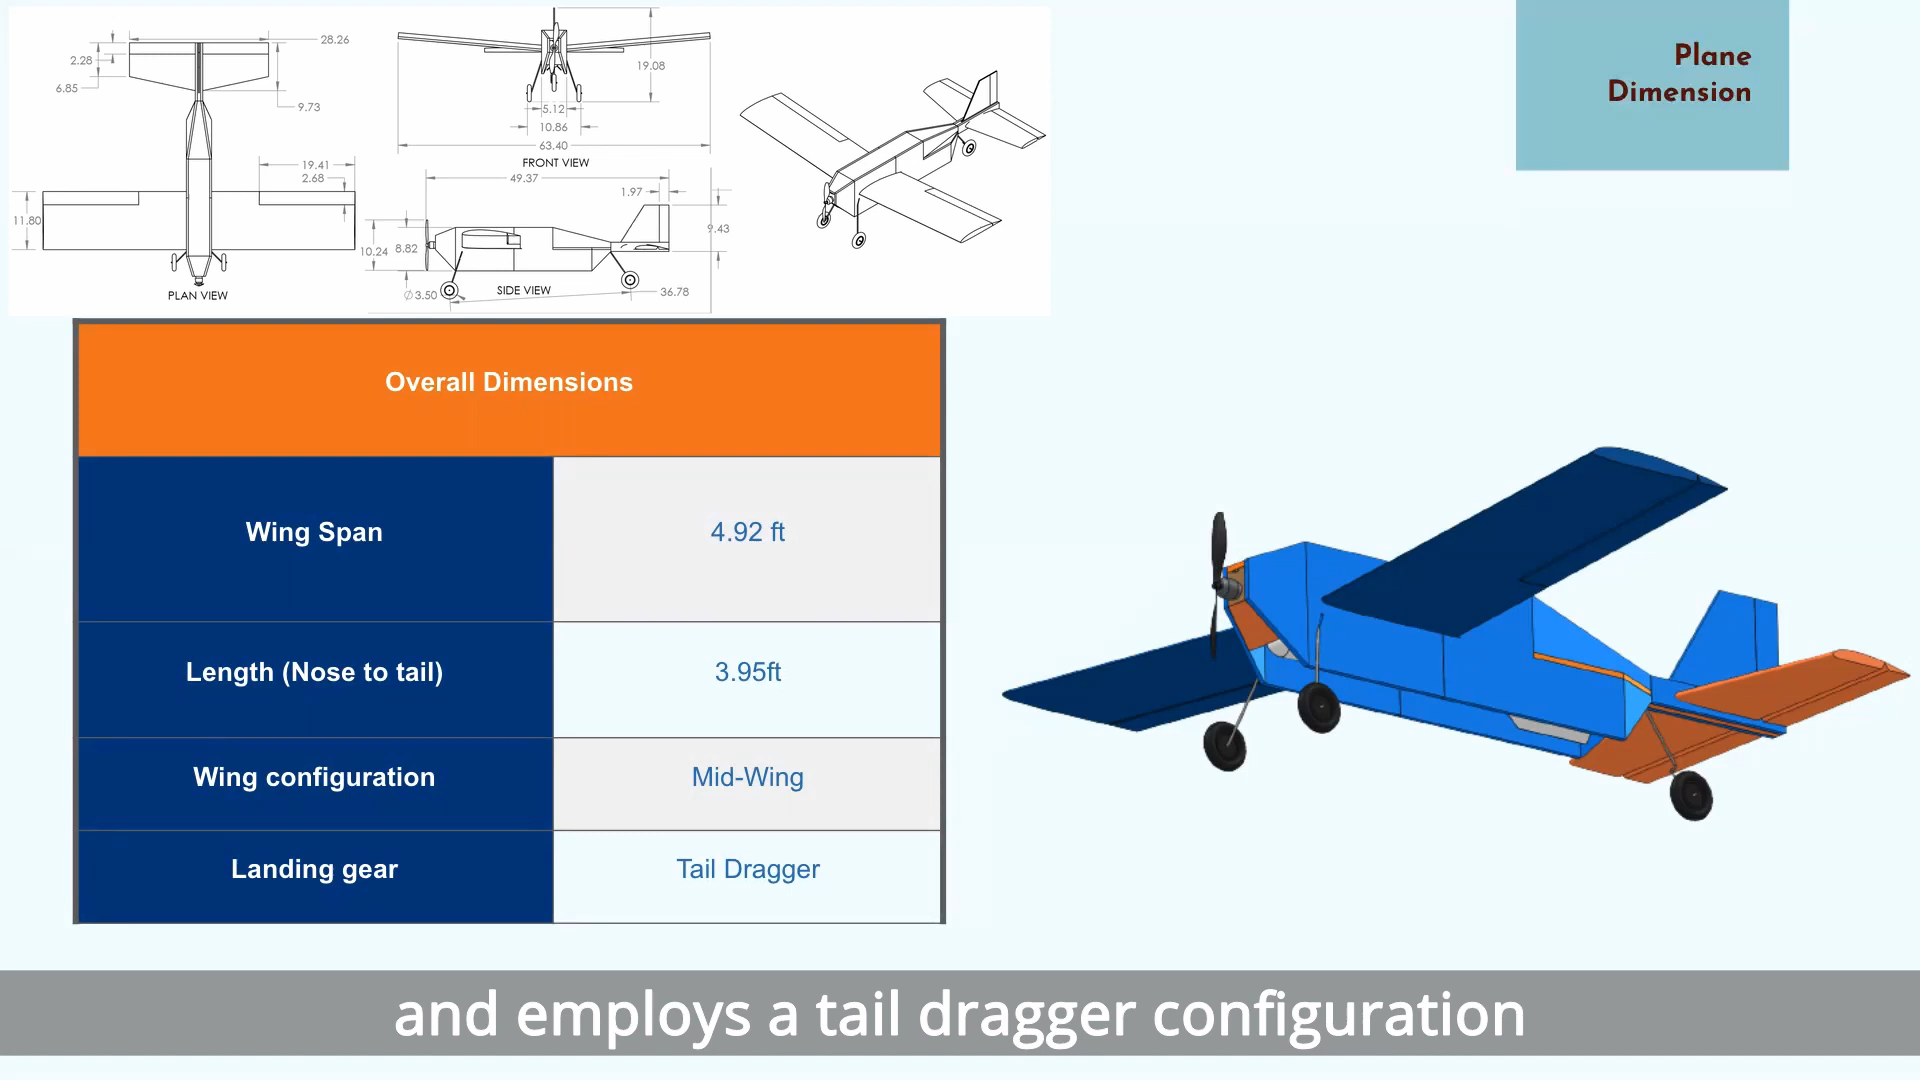 28.26
2.28
6.85
9.73
19.41
2.68
11.80
PLAN VIEW
19.08
5.12
10.86
63.40
FRONT VIEW
49.37
1.97
9.43
10.24
8.82
Ø3.50
SIDE VIEW
36.78
Plane
Dimension
Overall Dimensions
Wing Span
4.92 ft
Length (Nose to tail)
3.95ft
Wing configuration
Mid-Wing
Landing gear
Tail Dragger
and employs a tail dragger configuration